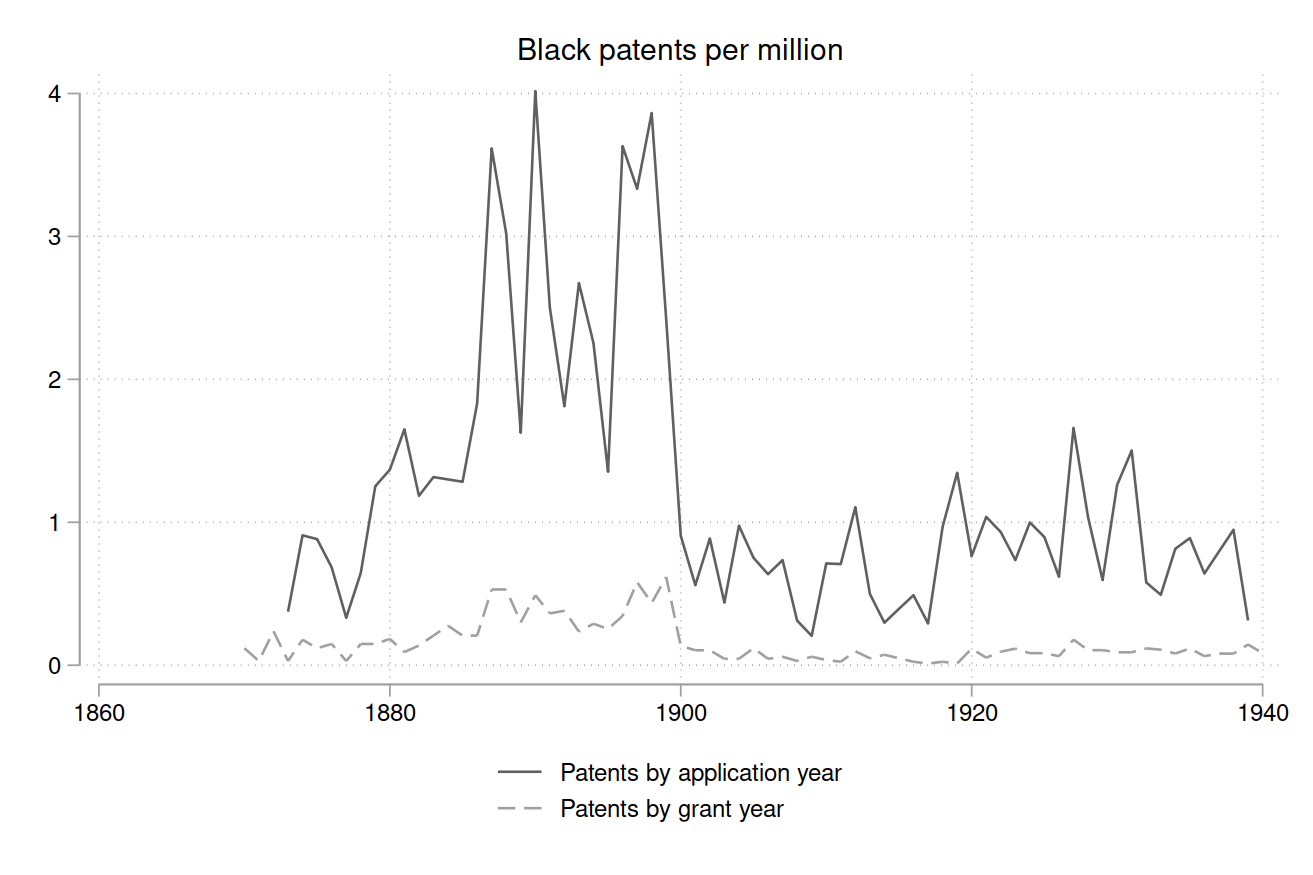 Black patents per million
4
3
2
1
0
1860 1880 1900 1920 1940
Patents by application year
Patents by grant year